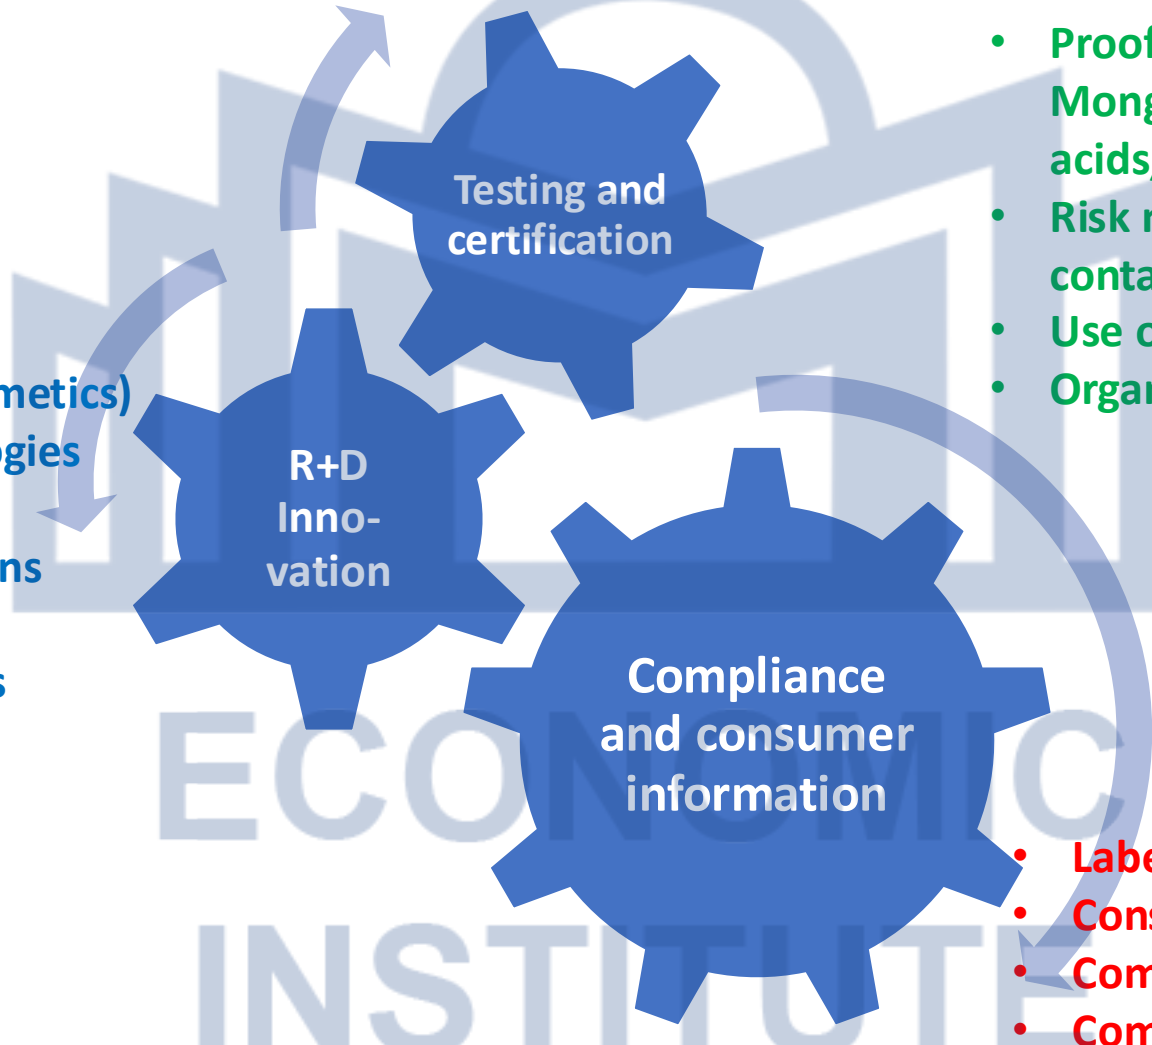 Testing and
certification
R+D
Inno-
vation
Compliance
and consumer
information
metics)
gies
ns
s
• Proof
Mong
acids,
• Risk
conta
• Use o
• Orga
• Labe
• Cons
• Com
• Com
ECONOMIC
INSTITUTE